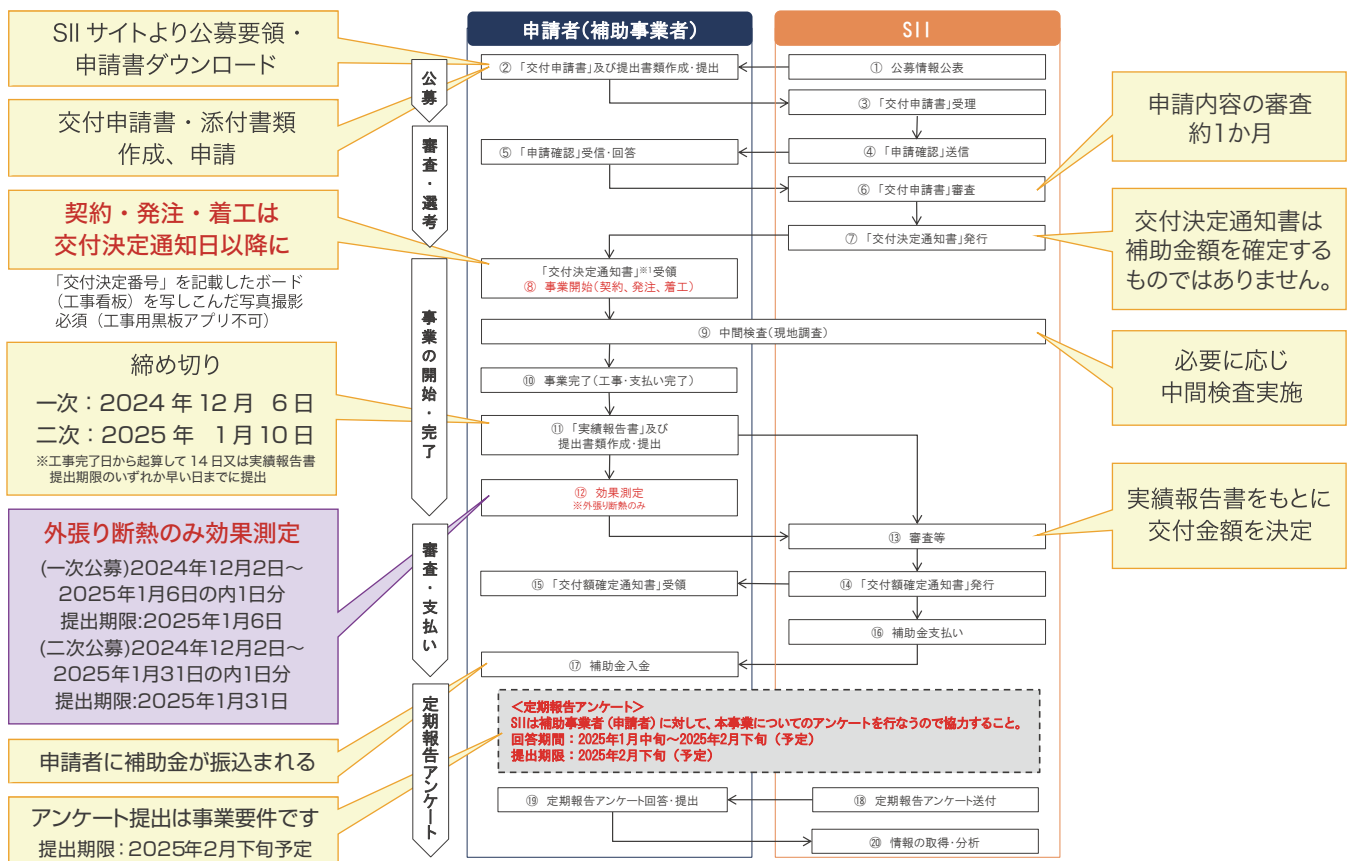 SII サイトより公募要領・
申請書ダウンロード
交付申請書・添付書類
作成、申請
契約・発注・着工は
交付決定通知日以降に
「交付決定番号」を記載したボード
（工事看板）を写しこんだ写真撮影
必須（工事用黒板アプリ不可）
締め切り
一次：2024 年 12 月 6 日
二次：2025 年 1 月 10 日
※工事完了日から起算して 14 日又は実績報告書
提出期限のいずれか早い日までに提出
外張り断熱のみ効果測定
(一次公募)2024年12月2日～
2025年1月6日の内1日分
提出期限:2025年1月6日
(二次公募)2024年12月2日～
2025年1月31日の内1日分
提出期限:2025年1月31日
申請者に補助金が振込まれる
アンケート提出は事業要件です
提出期限：2025年2月下旬予定
公募
審査・選考
事業の開始・完了
審査・支払い
定期報告アンケート
申請者（補助事業者）
SII
① 公募情報公表
② 「交付申請書」及び提出書類作成・提出
③ 「交付申請書」受理
④ 「申請確認」送信
⑤ 「申請確認」受信・回答
⑥ 「交付申請書」審査
⑦ 「交付決定通知書」発行
「交付決定通知書」※1受領
⑧ 事業開始（契約、発注、着工）
⑨ 中間検査（現地調査）
⑩ 事業完了（工事・支払い完了）
⑪ 「実績報告書」及び
提出書類作成・提出
⑫ 効果測定
※外張り断熱のみ
⑬ 審査等
⑭ 「交付額確定通知書」発行
⑮ 「交付額確定通知書」受領
⑯ 補助金支払い
⑰ 補助金入金
＜定期報告アンケート＞
SIIは補助事業者（申請者）に対して、本事業についてのアンケートを行なうので協力すること。
回答期間：2025年1月中旬～2025年2月下旬（予定）
提出期限：2025年2月下旬（予定）
⑱ 定期報告アンケート送付
⑲ 定期報告アンケート回答・提出
⑳ 情報の取得・分析
申請内容の審査
約1か月
交付決定通知書は
補助金額を確定する
ものではありません。
必要に応じ
中間検査実施
実績報告書をもとに
交付金額を決定